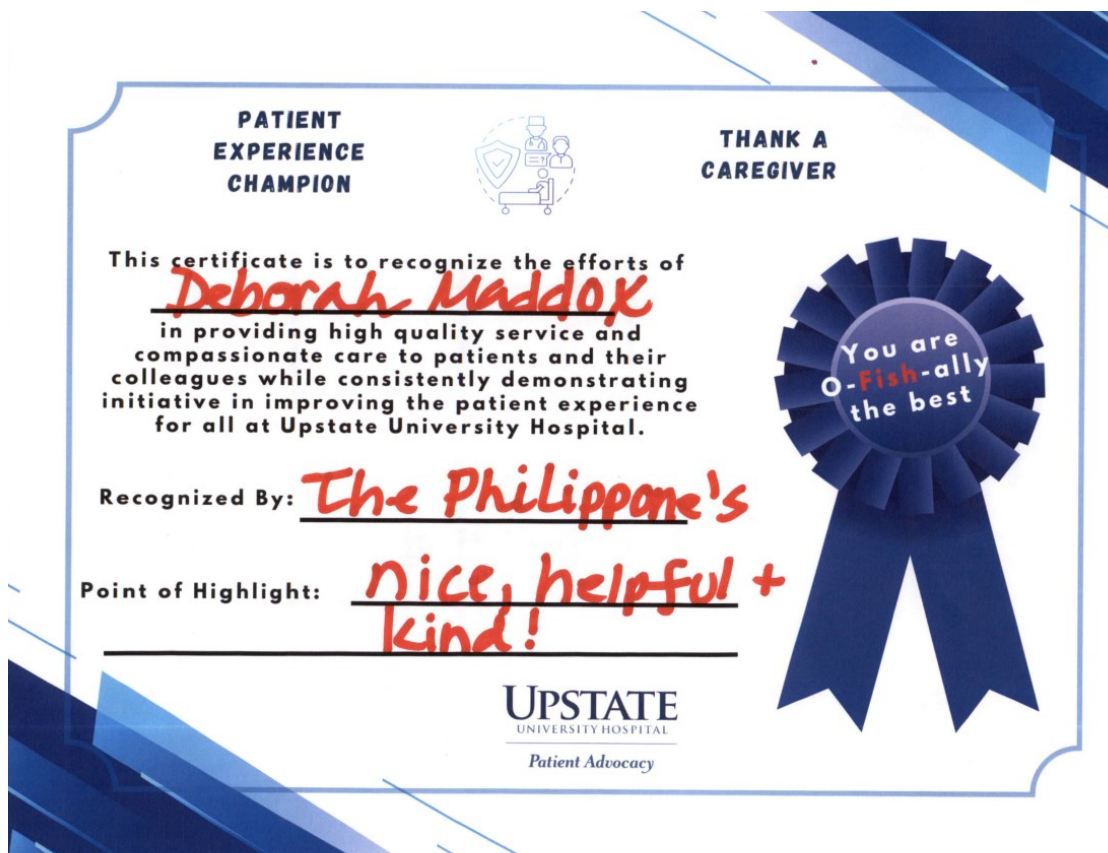 PATIENT
EXPERIENCE
CHAMPION
THANK A
CAREGIVER
This certificate is to recognize the efforts of
Deborah Maddox
in providing high quality service and
compassionate care to patients and their
colleagues while consistently demonstrating
initiative in improving the patient experience
for all at Upstate University Hospital.
Recognized By: The Philippone's
Point of Highlight: nice, helpful +
kind!
You are
O-Fish-ally
the best
UPSTATE
UNIVERSITY HOSPITAL
Patient Advocacy